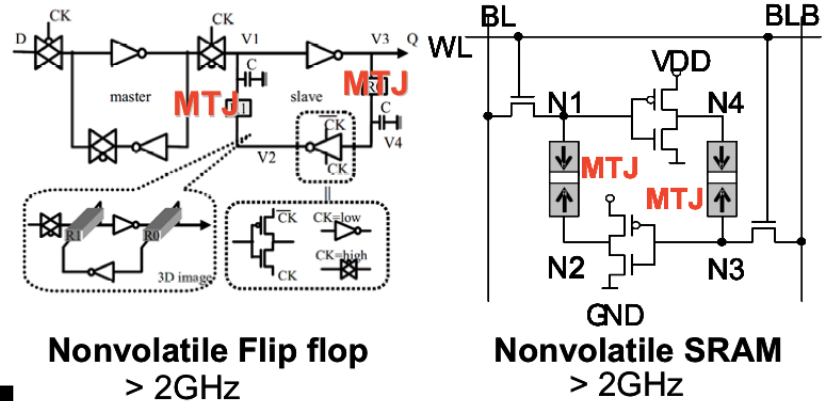 CK
D
CK
V1
V3
Q
C
MTJ
MTJ
master
slave
C
V4
CK
CK
V2
R1
R0
3D image
CK
CK
CK=low
CK=high
Nonvolatile Flip flop
> 2GHz
BL
BLB
WL
VDD
N1
N4
MTJ
MTJ
N2
N3
GND
Nonvolatile SRAM
> 2GHz